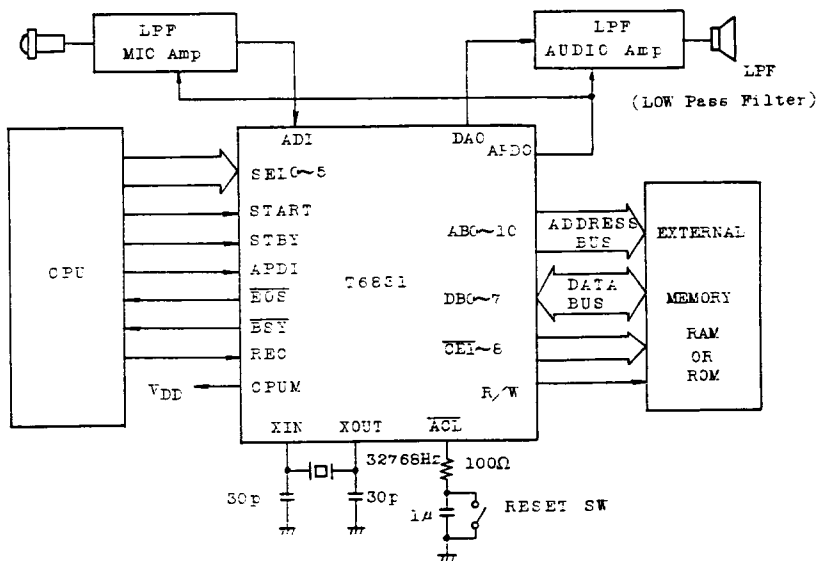 LPF
MIC Amp
LPF
AUDIO Amp
LPF
(LOW Pass Filter)
ADI
DAO
APDO
CPU
SEL0~5
START
STBY
APDI
EOS
BSY
REC
CPUM
VDD
T6831
AB0~10
DB0~7
CE1~8
R/W
ADDRESS
BUS
DATA
BUS
EXTERNAL
MEMORY
RAM
OR
ROM
XIN
XOUT
ACL
32768Hz
100Ω
30p
30p
1μ
RESET SW